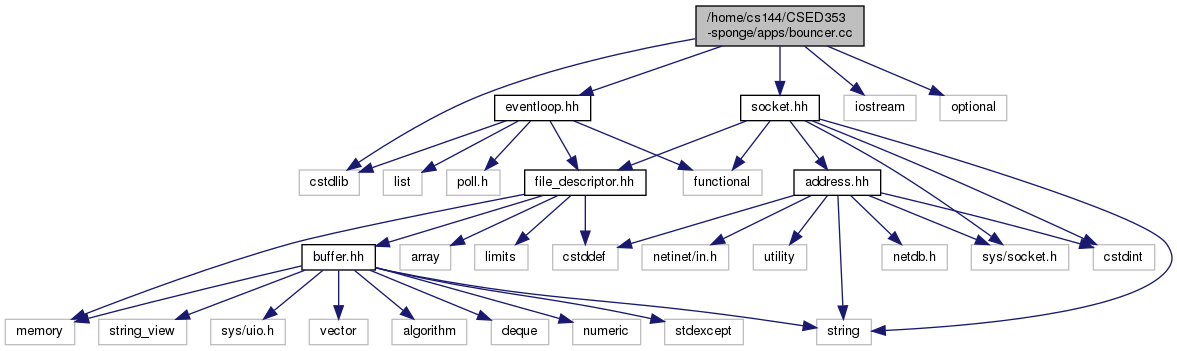 /home/cs144/CSED353
-sponge/apps/bouncer.cc
eventloop.hh
socket.hh
iostream
optional
cstdlib
list
poll.h
file_descriptor.hh
functional
address.hh
buffer.hh
array
limits
cstddef
netinet/in.h
utility
netdb.h
sys/socket.h
cstdint
memory
string_view
sys/uio.h
vector
algorithm
deque
numeric
stdexcept
string